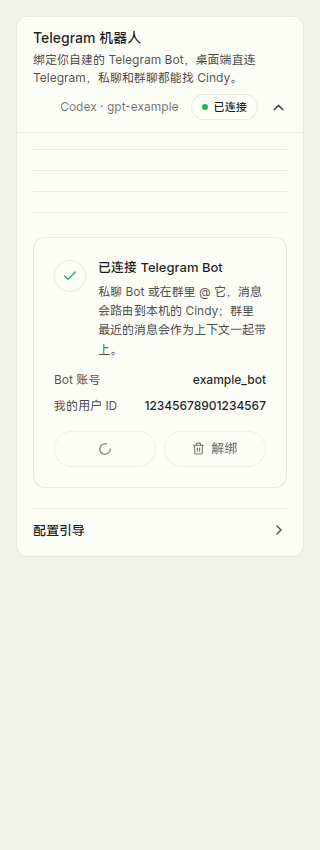 Telegram 机器人
绑定你自建的 Telegram Bot，桌面端直连
Telegram，私聊和群聊都能找 Cindy。
Codex · gpt-example
已连接
已连接 Telegram Bot
私聊 Bot 或在群里 @ 它，消息
会路由到本机的 Cindy；群里
最近的消息会作为上下文一起带
上。
Bot 账号 example_bot
我的用户 ID 12345678901234567
解绑
配置引导